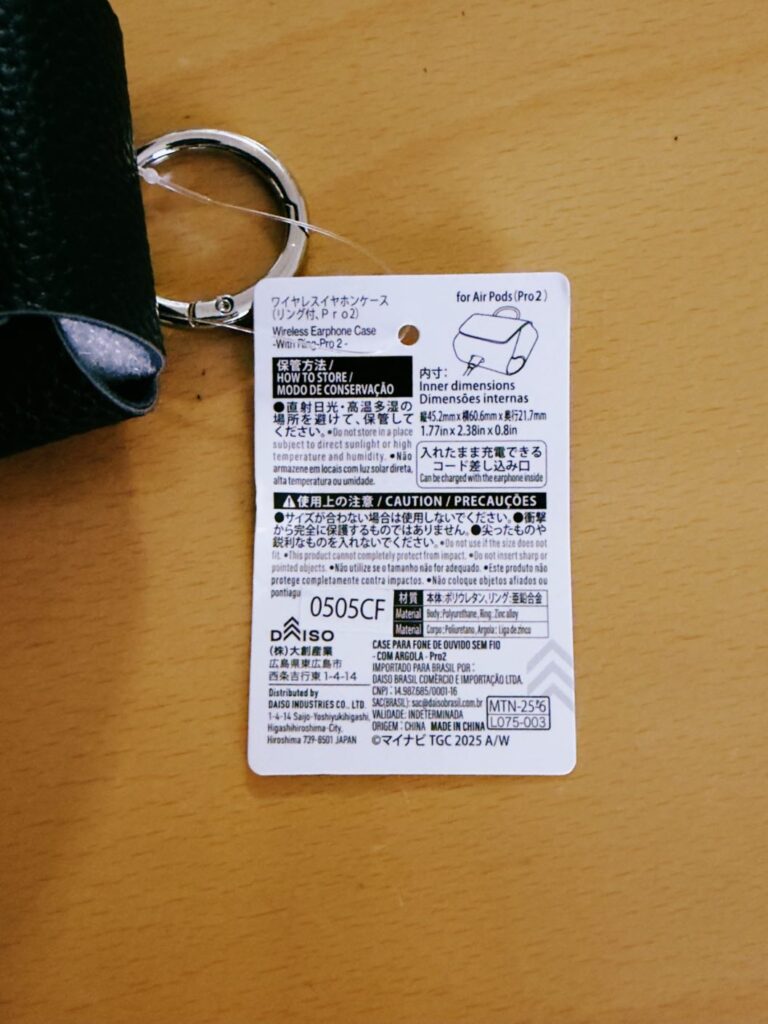 ワイヤレスイヤホンケース
(リング付、Pro2)
Wireless Earphone Case
-With Ring-Pro 2 -
for Air Pods (Pro 2)
保管方法 /
HOW TO STORE /
MODO DE CONSERVAÇÃO
●直射日光・高温多湿の
場所を避けて、保管して
ください。●Do not store in a place
subject to direct sunlight or high
temperature and humidity. ●Não
armazene em locais com luz solar direta,
alta temperatura ou umidade.
内寸:
Inner dimensions
Dimensões internas
縦45.2mm x 横60.6mm x 奥行21.7mm
1.77in x 2.38in x 0.8in
入れたまま充電できる
コード差し込み口
Can be charged with the earphone inside
使用上の注意 / CAUTION / PRECAUÇÕES
●サイズが合わない場合は使用しないでください。●衝撃
から完全に保護するものではありません。●尖ったものや
鋭利なものを入れないでください。●Do not use if the size does not
fit. ●This product cannot completely protect from impact. ●Do not insert sharp or
pointed objects. ●Não utilize se o tamanho não for adequado. ●Este produto não
protege completamente contra impactos. ●Não coloque objetos afiados ou
pontiagu
0505CF
材質 本体:ポリウレタン、リング:亜鉛合金
Material Body : Polyurethane, Ring : Zinc alloy
Material Corpo : Poliuretano, Argola : Liga de zinco
DAISO
(株)大創産業
広島県東広島市
西条吉行東 1-4-14
Distributed by
DAISO INDUSTRIES CO., LTD.
1-4-14 Saijo-Yoshiyukihigashi,
Higashihiroshima-City,
Hiroshima 739-8501 JAPAN
CASE PARA FONE DE OUVIDO SEM FIO
- COM ARGOLA - Pro2
IMPORTADO PARA BRASIL POR :
DAISO BRASIL COMÉRCIO E IMPORTAÇÃO LTDA.
CNPJ : 14.987.685/0001-16
SAC(BRASIL): sac@daisobrasil.com.br
VALIDADE: INDETERMINADA
ORIGEM : CHINA MADE IN CHINA
©マイナビ TGC 2025 A/W
L075-003